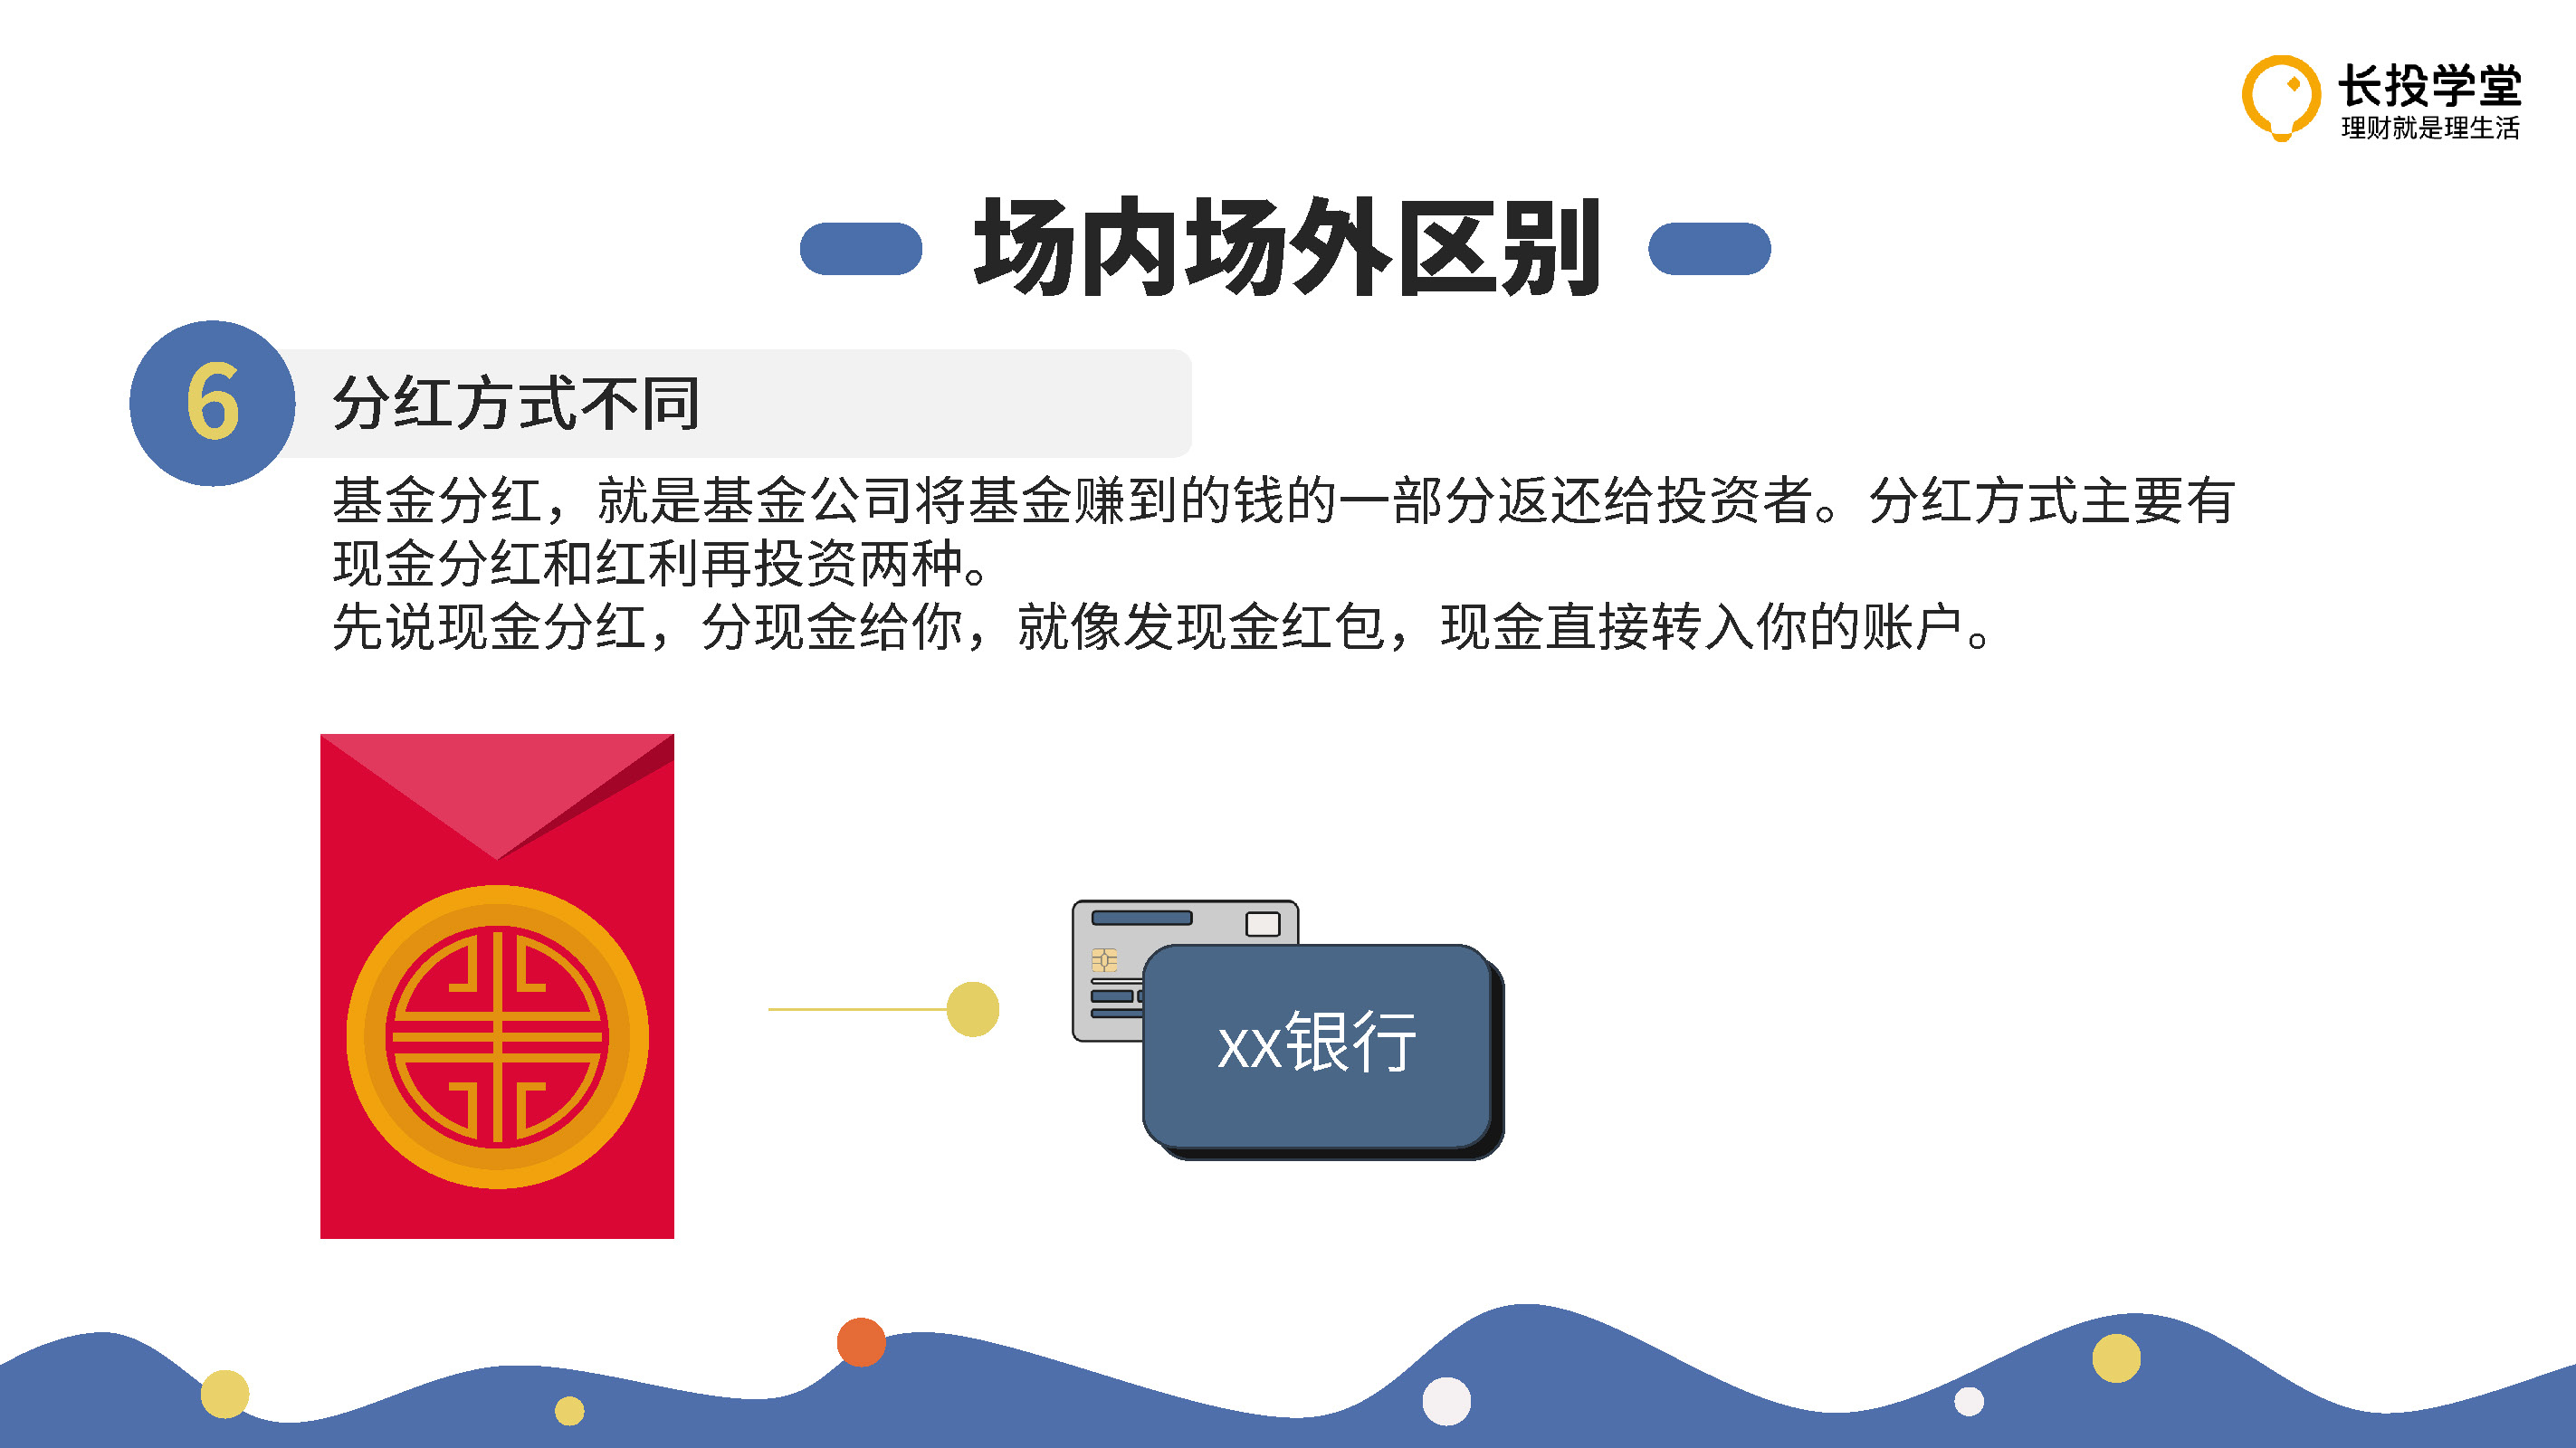 长投学堂
理财就是理生活
场内场外区别
6
分红方式不同
基金分红，就是基金公司将基金赚到的钱的一部分返还给投资者。分红方式主要有
现金分红和红利再投资两种。
先说现金分红，分现金给你，就像发现金红包，现金直接转入你的账户。
xx银行